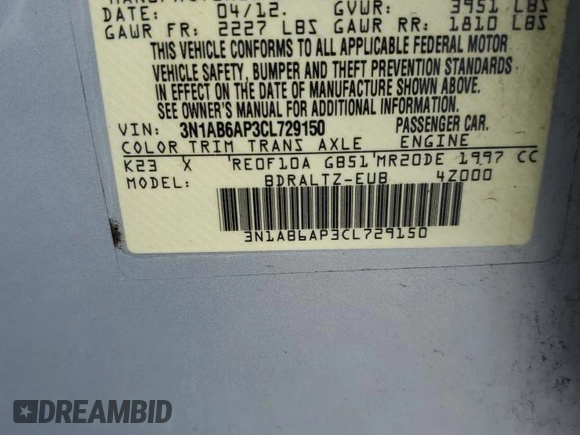 DATE: 04/12. GVWR: 3951 LBS
GAWR FR: 2227 LBS GAWR RR: 1810 LBS
THIS VEHICLE CONFORMS TO ALL APPLICABLE FEDERAL MOTOR
VEHICLE SAFETY, BUMPER AND THEFT PREVENTION STANDARDS
IN EFFECT ON THE DATE OF MANUFACTURE SHOWN ABOVE.
SEE OWNER'S MANUAL FOR ADDITIONAL INFORMATION.
VIN: 3N1AB6AP3CL729150 PASSENGER CAR.
COLOR TRIM TRANS AXLE ENGINE
K23 X RE0F10A GB51 MR20DE 1997 CC
MODEL: BDRALTZ-EUB 4Z000
3N1AB6AP3CL729150
DREAMBID